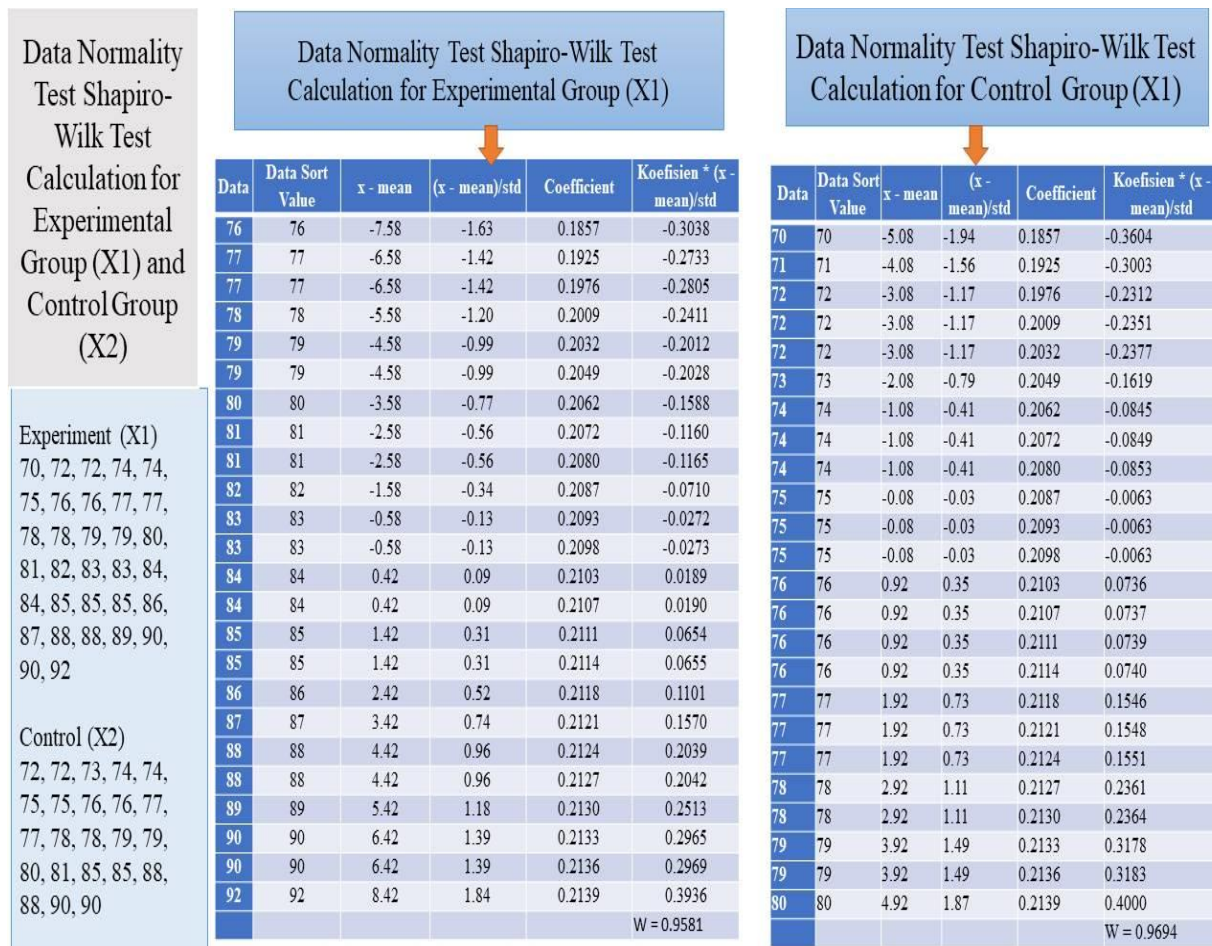 Data Normality
Test Shapiro-
Wilk Test
Calculation for
Experimental
Group (X1) and
Control Group
(X2)
Experiment (X1)
70, 72, 72, 74, 74,
75, 76, 76, 77, 77,
78, 78, 79, 79, 80,
81, 82, 83, 83, 84,
84, 85, 85, 85, 86,
87, 88, 88, 89, 90,
90, 92
Control (X2)
72, 72, 73, 74, 74,
75, 75, 76, 76, 77,
77, 78, 78, 79, 79,
80, 81, 85, 85, 88,
88, 90, 90
Data Normality Test Shapiro-Wilk Test
Calculation for Experimental Group (X1)
Data Data Sort Value x - mean (x - mean)/std Coefficient Koefisien * (x - mean)/std
76 76 -7.58 -1.63 0.1857 -0.3038
77 77 -6.58 -1.42 0.1925 -0.2733
77 77 -6.58 -1.42 0.1976 -0.2805
78 78 -5.58 -1.20 0.2009 -0.2411
79 79 -4.58 -0.99 0.2032 -0.2012
79 79 -4.58 -0.99 0.2049 -0.2028
80 80 -3.58 -0.77 0.2062 -0.1588
81 81 -2.58 -0.56 0.2072 -0.1160
81 81 -2.58 -0.56 0.2080 -0.1165
82 82 -1.58 -0.34 0.2087 -0.0710
83 83 -0.58 -0.13 0.2093 -0.0272
83 83 -0.58 -0.13 0.2098 -0.0273
84 84 0.42 0.09 0.2103 0.0189
84 84 0.42 0.09 0.2107 0.0190
85 85 1.42 0.31 0.2111 0.0654
85 85 1.42 0.31 0.2114 0.0655
86 86 2.42 0.52 0.2118 0.1101
87 87 3.42 0.74 0.2121 0.1570
88 88 4.42 0.96 0.2124 0.2039
88 88 4.42 0.96 0.2127 0.2042
89 89 5.42 1.18 0.2130 0.2513
90 90 6.42 1.39 0.2133 0.2965
90 90 6.42 1.39 0.2136 0.2969
92 92 8.42 1.84 0.2139 0.3936
W = 0.9581
Data Normality Test Shapiro-Wilk Test
Calculation for Control Group (X1)
Data Data Sort Value x - mean (x - mean)/std Coefficient Koefisien * (x - mean)/std
70 70 -5.08 -1.94 0.1857 -0.3604
71 71 -4.08 -1.56 0.1925 -0.3003
72 72 -3.08 -1.17 0.1976 -0.2312
72 72 -3.08 -1.17 0.2009 -0.2351
72 72 -3.08 -1.17 0.2032 -0.2377
73 73 -2.08 -0.79 0.2049 -0.1619
74 74 -1.08 -0.41 0.2062 -0.0845
74 74 -1.08 -0.41 0.2072 -0.0849
74 74 -1.08 -0.41 0.2080 -0.0853
75 75 -0.08 -0.03 0.2087 -0.0063
75 75 -0.08 -0.03 0.2093 -0.0063
75 75 -0.08 -0.03 0.2098 -0.0063
76 76 0.92 0.35 0.2103 0.0736
76 76 0.92 0.35 0.2107 0.0737
76 76 0.92 0.35 0.2111 0.0739
76 76 0.92 0.35 0.2114 0.0740
77 77 1.92 0.73 0.2118 0.1546
77 77 1.92 0.73 0.2121 0.1548
77 77 1.92 0.73 0.2124 0.1551
78 78 2.92 1.11 0.2127 0.2361
78 78 2.92 1.11 0.2130 0.2364
79 79 3.92 1.49 0.2133 0.3178
79 79 3.92 1.49 0.2136 0.3183
80 80 4.92 1.87 0.2139 0.4000
W = 0.9694